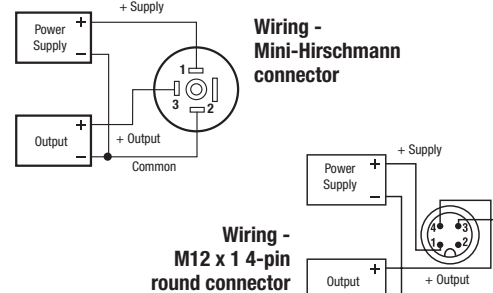 + Supply
Power
Supply
+
–
Wiring -
Mini-Hirschmann
connector
1
3
2
Output
+
–
+ Output
Common
+ Supply
Power
Supply
+
–
4
3
1
2
Wiring -
M12 x 1 4-pin
round connector
Output
+
+ Output